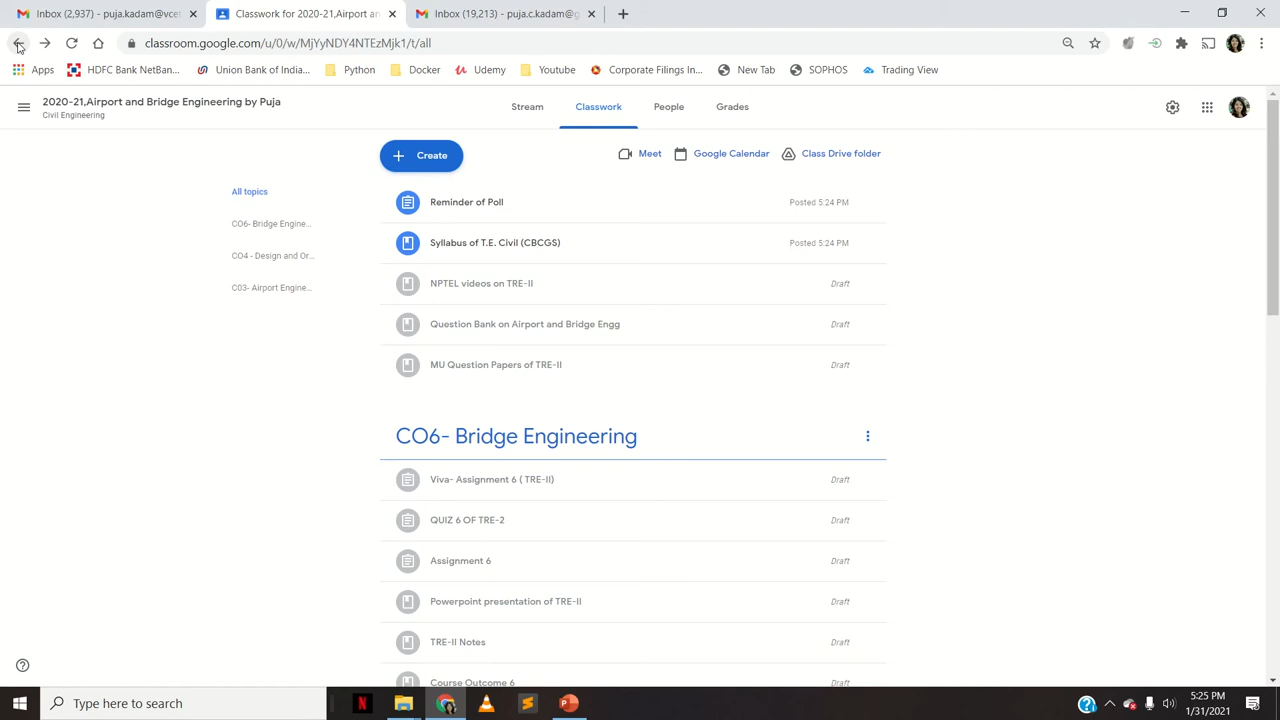 Inbox (2,937) - puja.kadam@vcet
Classwork for 2020-21,Airport an
Inbox (19,213) - puja.c.kadam@g
classroom.google.com/u/0/w/MjYyNDY4NTEzMjk1/t/all
Apps
HDFC Bank NetBan...
Union Bank of India...
Python
Docker
Udemy
Youtube
Corporate Filings In...
New Tab
SOPHOS
Trading View
2020-21,Airport and Bridge Engineering by Puja
Civil Engineering
Stream
Classwork
People
Grades
Create
Meet
Google Calendar
Class Drive folder
All topics
CO6- Bridge Engine...
CO4 - Design and Or...
C03- Airport Engine...
Reminder of Poll
Posted 5:24 PM
Syllabus of T.E. Civil (CBCGS)
Posted 5:24 PM
NPTEL videos on TRE-II
Draft
Question Bank on Airport and Bridge Engg
Draft
MU Question Papers of TRE-II
Draft
CO6- Bridge Engineering
Viva- Assignment 6 ( TRE-II)
Draft
QUIZ 6 OF TRE-2
Draft
Assignment 6
Draft
Powerpoint presentation of TRE-II
Draft
TRE-II Notes
Draft
Course Outcome 6
Draft
Type here to search
5:25 PM
1/31/2021